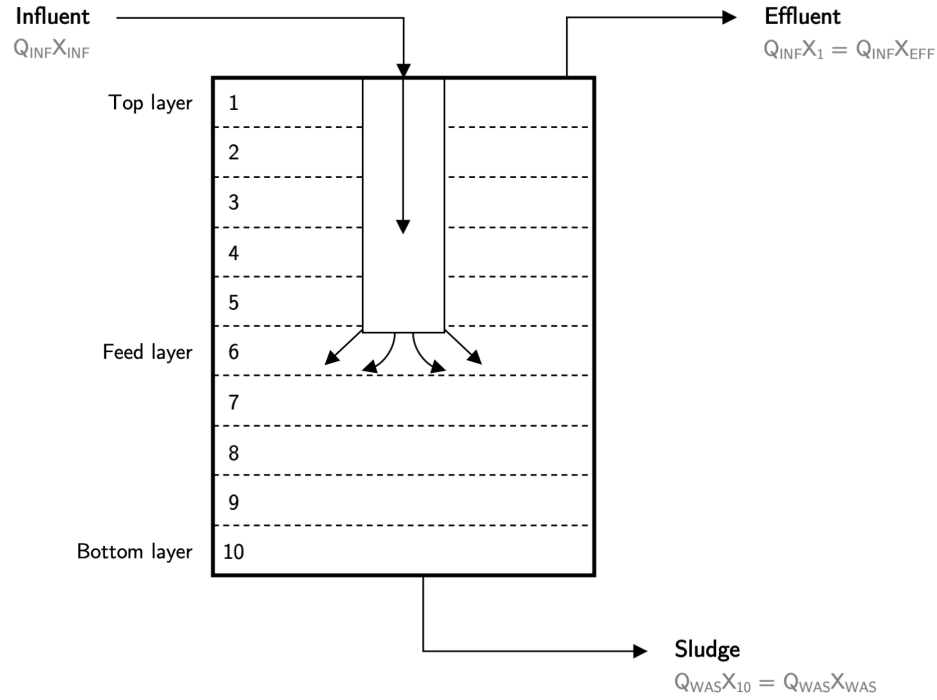 Influent
Q_INF X_INF
Effluent
Q_INF X_1 = Q_INF X_EFF
Top layer
1
2
3
4
5
Feed layer
6
7
8
9
Bottom layer
10
Sludge
Q_WAS X_10 = Q_WAS X_WAS